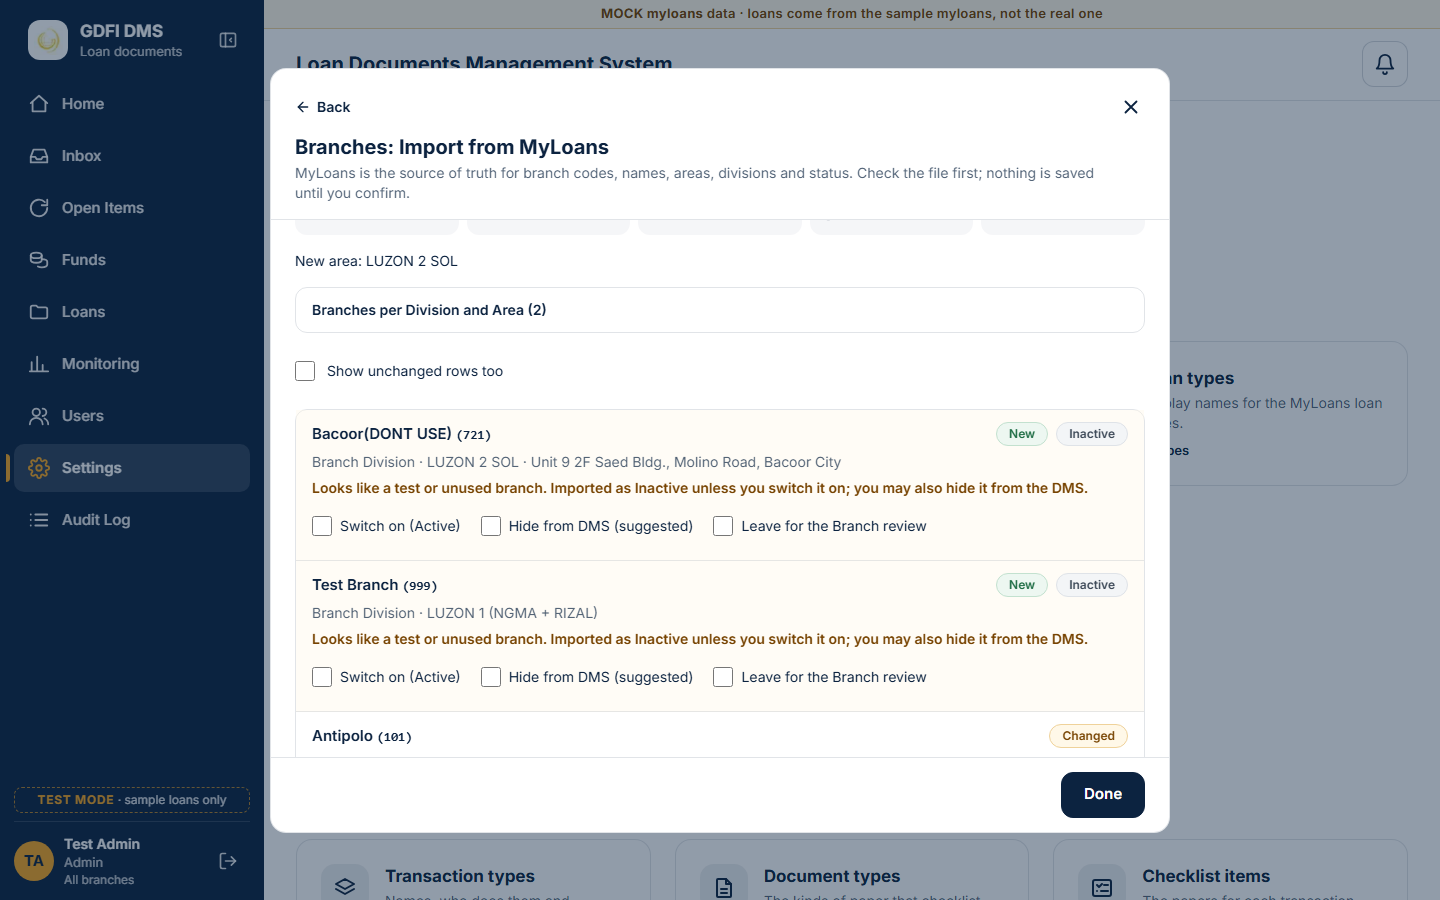 MOCK myloans data · loans come from the sample myloans, not the real one
GDFI DMS
Loan documents
Home
Inbox
Open Items
Funds
Loans
Monitoring
Users
Settings
Audit Log
TEST MODE · sample loans only
TA
Test Admin
Admin
All branches
Loan Documents Management System
Back
Branches: Import from MyLoans
MyLoans is the source of truth for branch codes, names, areas, divisions and status. Check the file first; nothing is saved
until you confirm.
New area: LUZON 2 SOL
Branches per Division and Area (2)
Show unchanged rows too
Bacoor(DONT USE) (721)
New
Inactive
Branch Division · LUZON 2 SOL · Unit 9 2F Saed Bldg., Molino Road, Bacoor City
Looks like a test or unused branch. Imported as Inactive unless you switch it on; you may also hide it from the DMS.
Switch on (Active)
Hide from DMS (suggested)
Leave for the Branch review
Test Branch (999)
New
Inactive
Branch Division · LUZON 1 (NGMA + RIZAL)
Looks like a test or unused branch. Imported as Inactive unless you switch it on; you may also hide it from the DMS.
Switch on (Active)
Hide from DMS (suggested)
Leave for the Branch review
Antipolo (101)
Changed
Done
types
names for the MyLoans loan
Transaction types
Document types
Checklist items